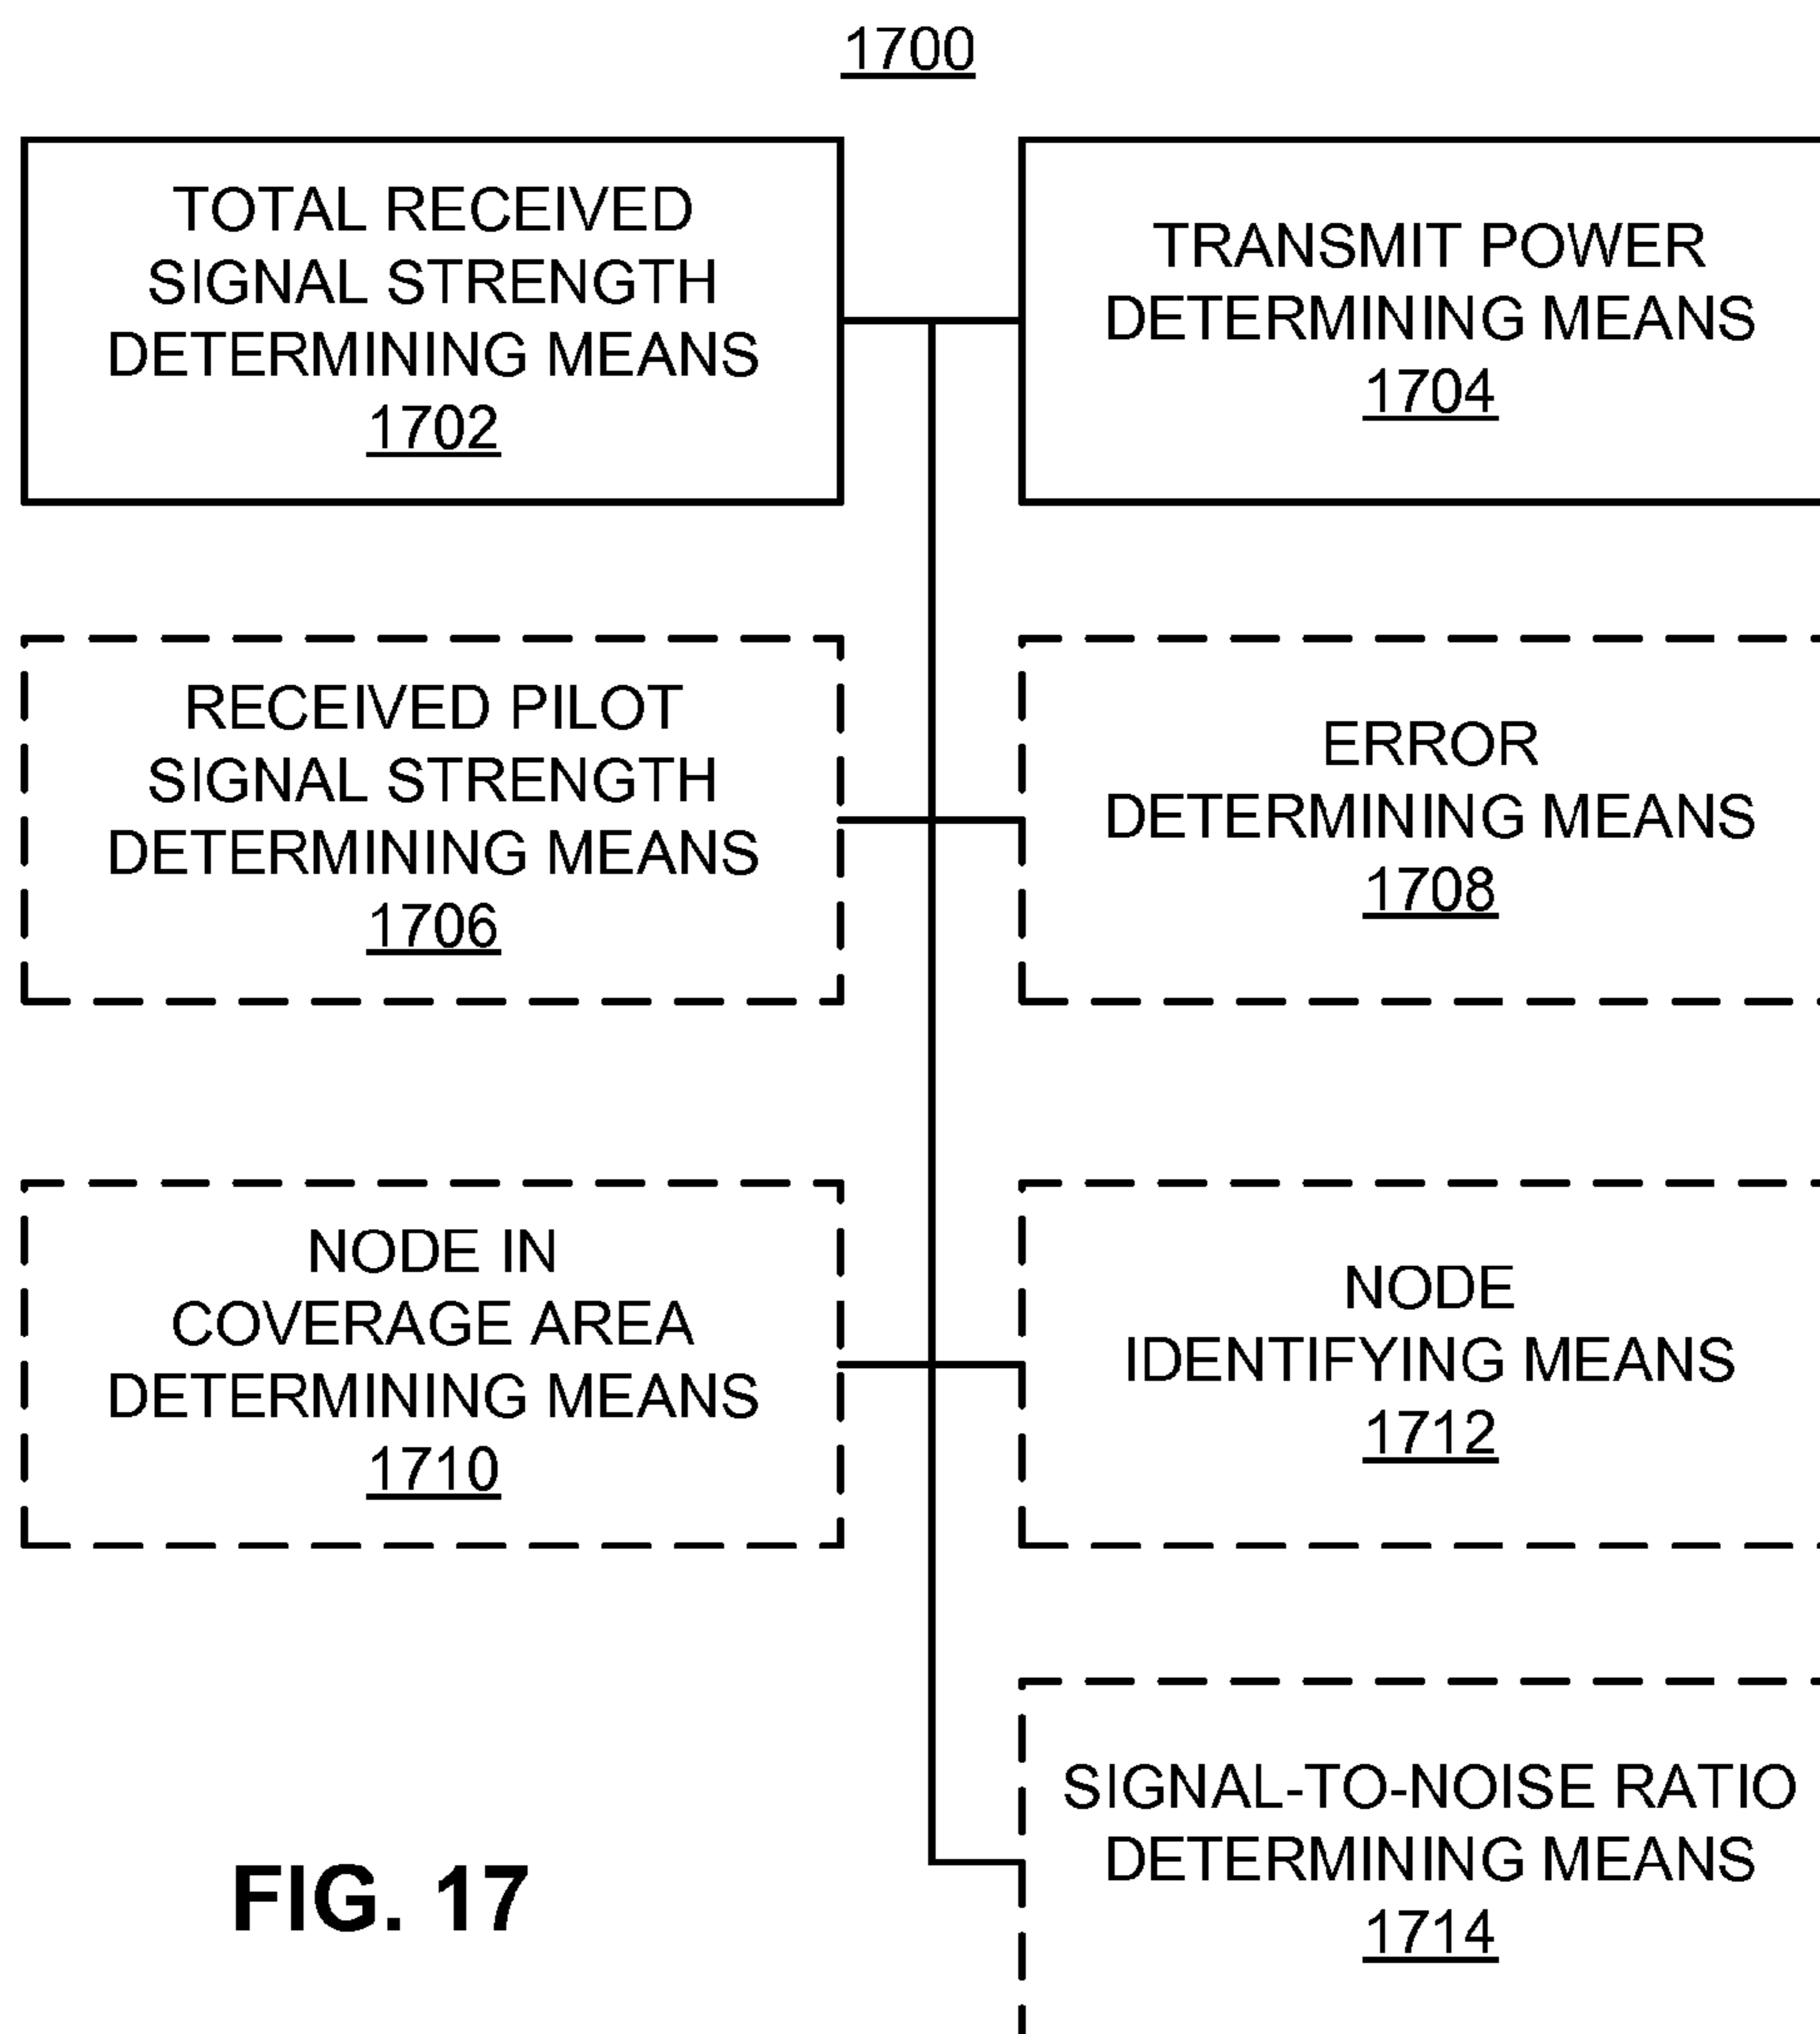 1700
TOTAL RECEIVED
SIGNAL STRENGTH
DETERMINING MEANS
1702
TRANSMIT POWER
DETERMINING MEANS
1704
RECEIVED PILOT
SIGNAL STRENGTH
DETERMINING MEANS
1706
ERROR
DETERMINING MEANS
1708
NODE IN
COVERAGE AREA
DETERMINING MEANS
1710
NODE
IDENTIFYING MEANS
1712
SIGNAL-TO-NOISE RATIO
DETERMINING MEANS
1714
FIG. 17